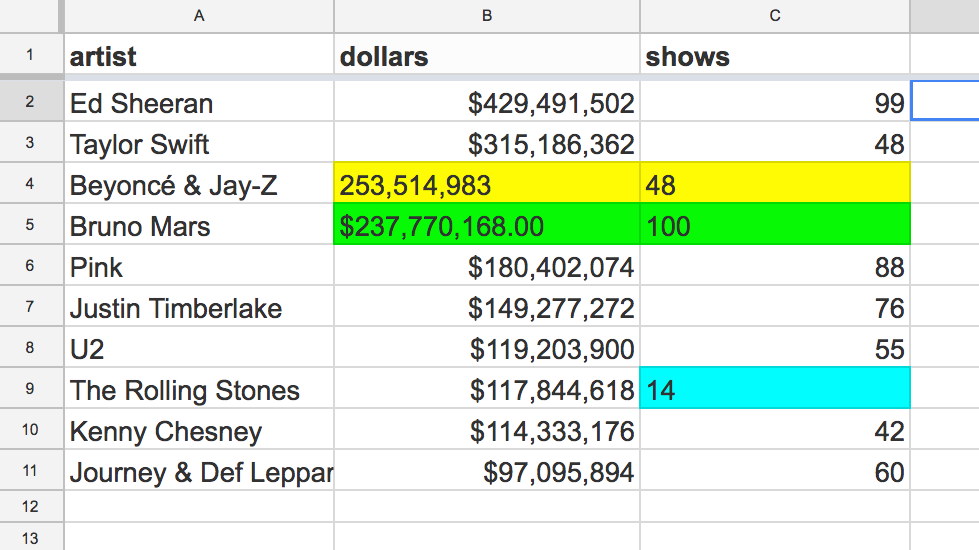 A B C
1 artist dollars shows
2 Ed Sheeran $429,491,502 99
3 Taylor Swift $315,186,362 48
4 Beyoncé & Jay-Z 253,514,983 48
5 Bruno Mars $237,770,168.00 100
6 Pink $180,402,074 88
7 Justin Timberlake $149,277,272 76
8 U2 $119,203,900 55
9 The Rolling Stones $117,844,618 14
10 Kenny Chesney $114,333,176 42
11 Journey & Def Leppar $97,095,894 60
12
13